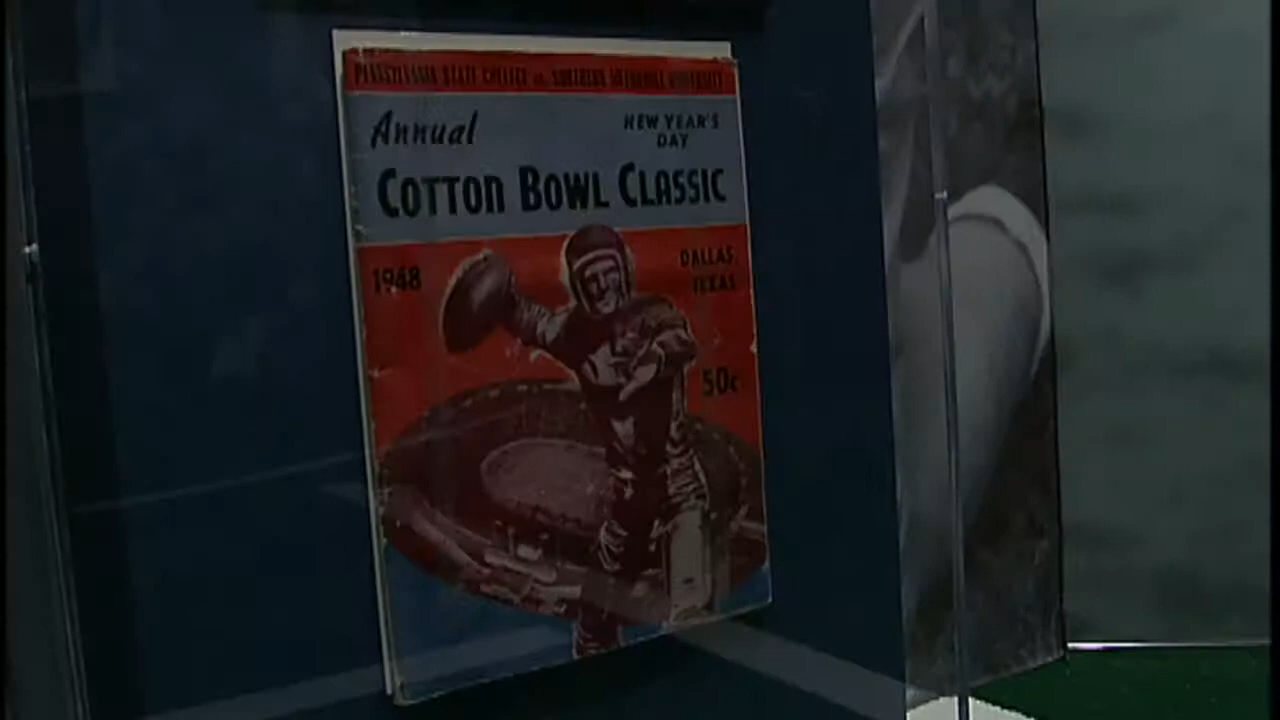 PENNSYLVANIA STATE COLLEGE vs. SOUTHERN METHODIST UNIVERSITY
Annual
NEW YEAR'S
DAY
COTTON BOWL CLASSIC
1948
DALLAS
TEXAS
50¢